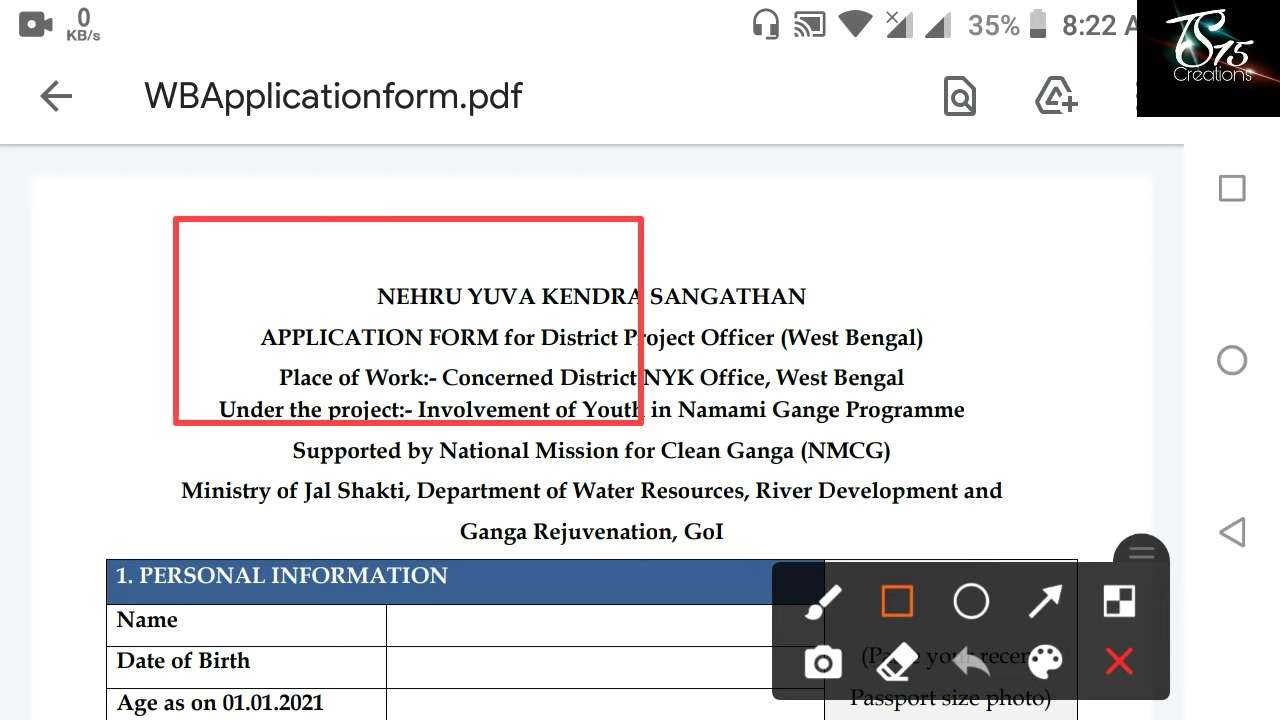 0
KB/s
35%
8:22 A
TS15
Creations
WBApplicationform.pdf
NEHRU YUVA KENDRA SANGATHAN
APPLICATION FORM for District Project Officer (West Bengal)
Place of Work:- Concerned District NYK Office, West Bengal
Under the project:- Involvement of Youth in Namami Gange Programme
Supported by National Mission for Clean Ganga (NMCG)
Ministry of Jal Shakti, Department of Water Resources, River Development and
Ganga Rejuvenation, GoI
1. PERSONAL INFORMATION
Name
Date of Birth
Age as on 01.01.2021
your recen
Passport size photo)